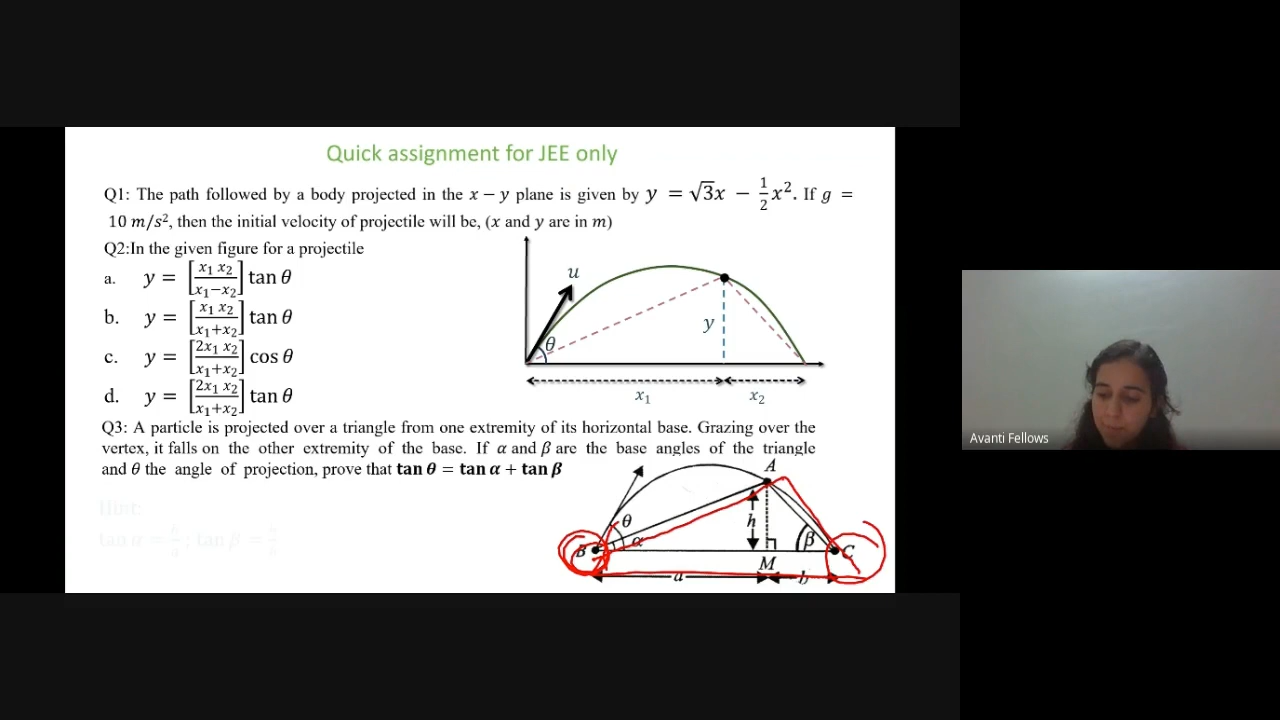 Quick assignment for JEE only
Q1: The path followed by a body projected in the x − y plane is given by y = √3x − 1/2 x². If g =
10 m/s², then the initial velocity of projectile will be, (x and y are in m)
Q2:In the given figure for a projectile
a. y = [x₁ x₂ / x₁−x₂] tan θ
b. y = [x₁ x₂ / x₁+x₂] tan θ
c. y = [2x₁ x₂ / x₁+x₂] cos θ
d. y = [2x₁ x₂ / x₁+x₂] tan θ
u
θ
y
x₁ x₂
Q3: A particle is projected over a triangle from one extremity of its horizontal base. Grazing over the
vertex, it falls on the other extremity of the base. If α and β are the base angles of the triangle
and θ the angle of projection, prove that tan θ = tan α + tan β
Hint:
tan α = h/a ; tan β = h/b
A
θ
h
B α β C
M
a b
Avanti Fellows